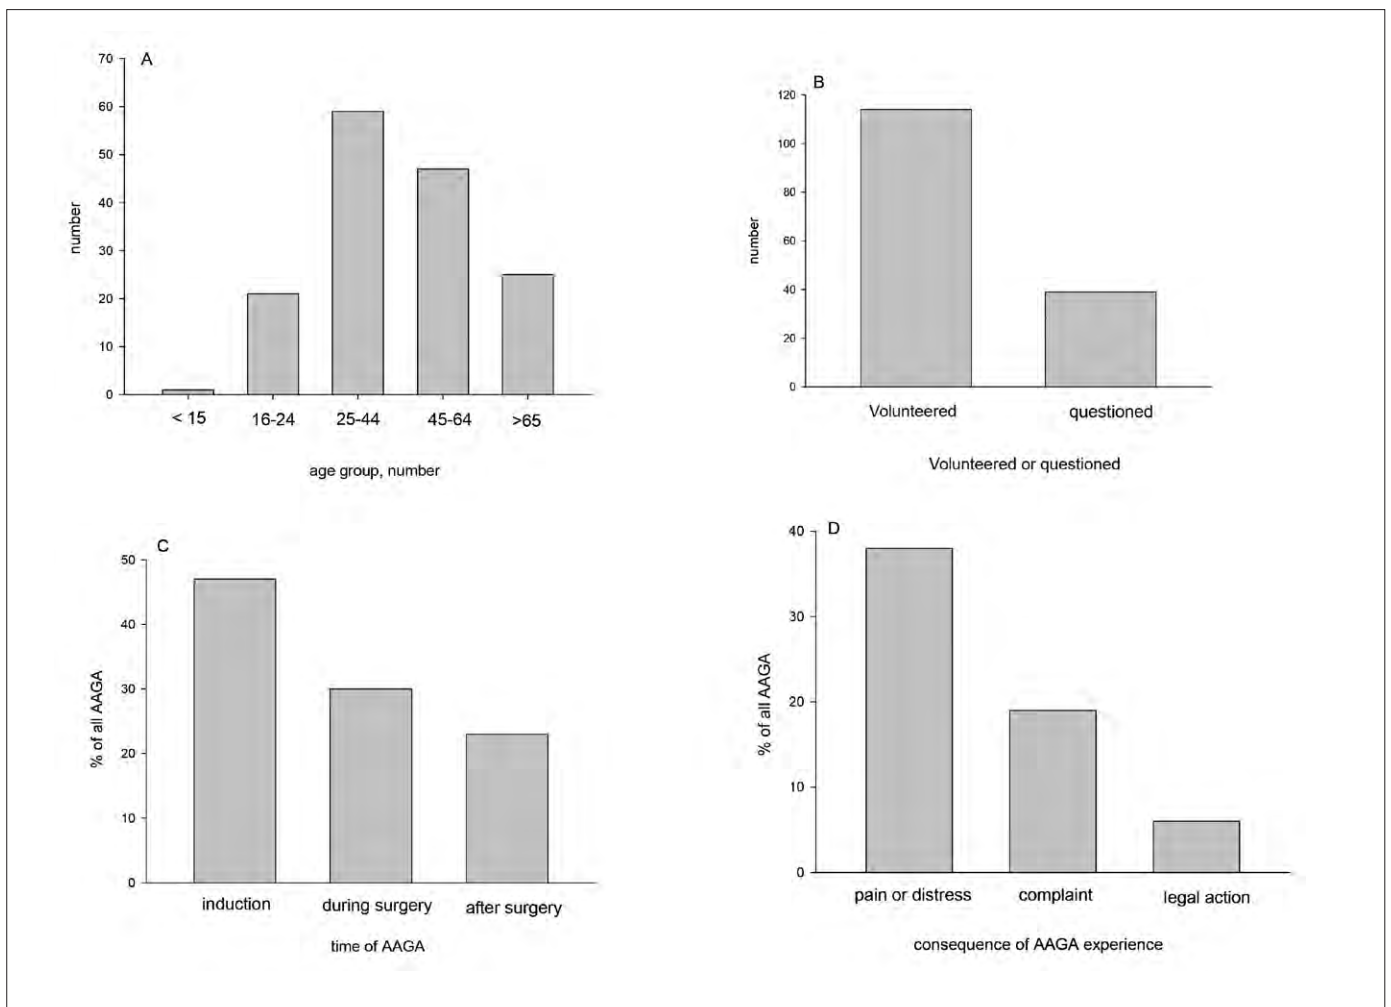 A
70
60
50
40
30
20
10
0
number
< 15 16-24 25-44 45-64 >65
age group, number
B
120
100
80
60
40
20
0
number
Volunteered questioned
Volunteered or questioned
C
50
40
30
20
10
0
% of all AAGA
induction during surgery after surgery
time of AAGA
D
40
30
20
10
0
% of all AAGA
pain or distress complaint legal action
consequence of AAGA experience